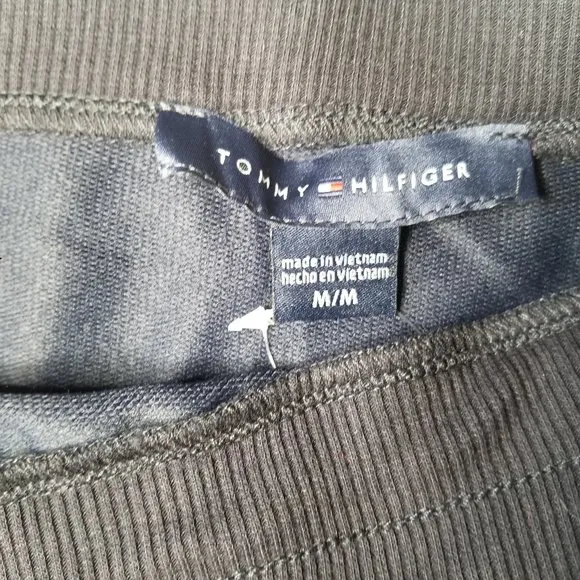 TOMMY HILFIGER
made in vietnam
hecho en vietnam
M/M